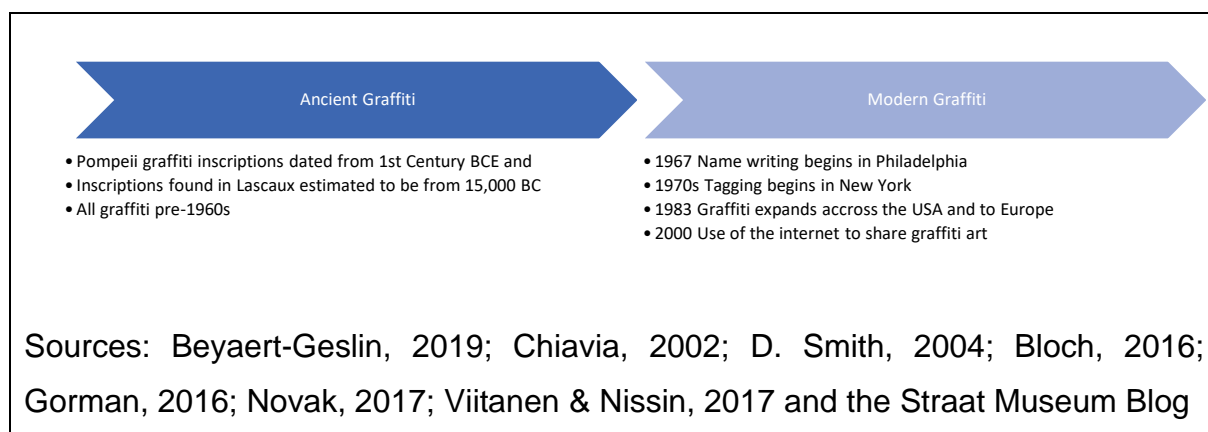 Ancient Graffiti
• Pompeii graffiti inscriptions dated from 1st Century BCE and
• Inscriptions found in Lascaux estimated to be from 15,000 BC
• All graffiti pre-1960s
Modern Graffiti
• 1967 Name writing begins in Philadelphia
• 1970s Tagging begins in New York
• 1983 Graffiti expands accross the USA and to Europe
• 2000 Use of the internet to share graffiti art
Sources: Beyaert-Geslin, 2019; Chiavia, 2002; D. Smith, 2004; Bloch, 2016;
Gorman, 2016; Novak, 2017; Viitanen & Nissin, 2017 and the Straat Museum Blog